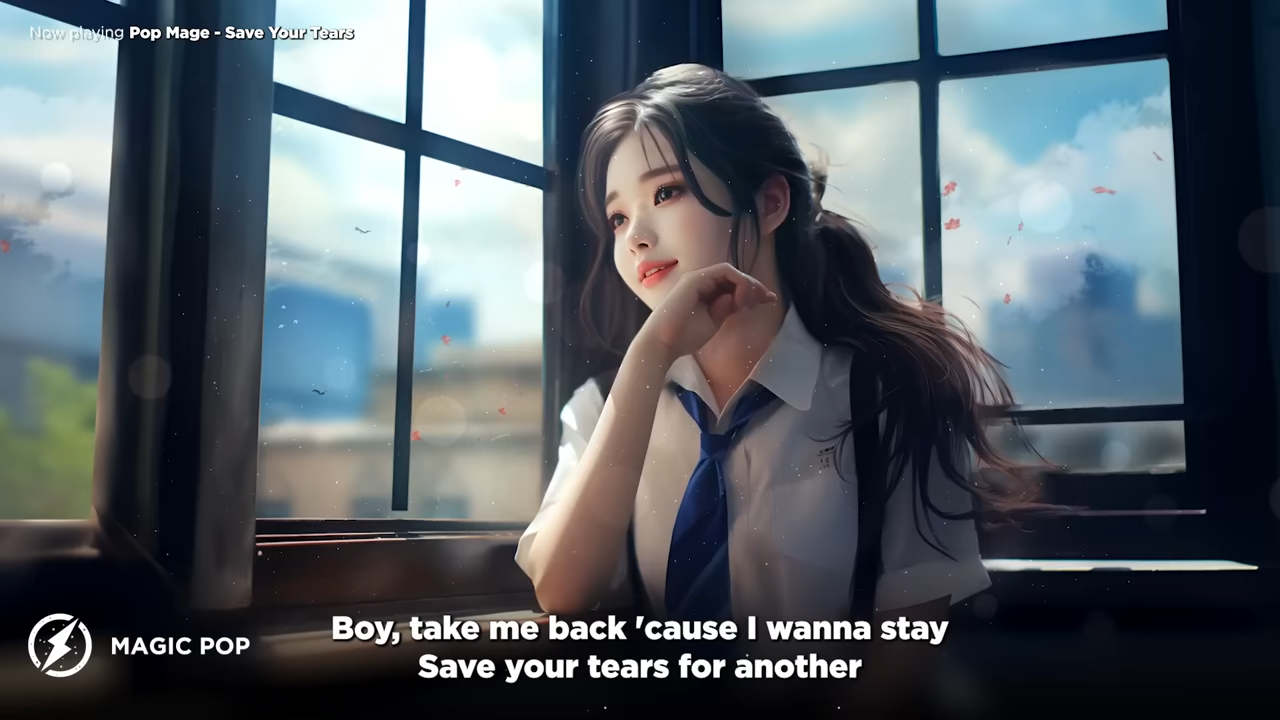 Now playing Pop Mage - Save Your Tears
MAGIC POP
Boy, take me back 'cause I wanna stay
Save your tears for another